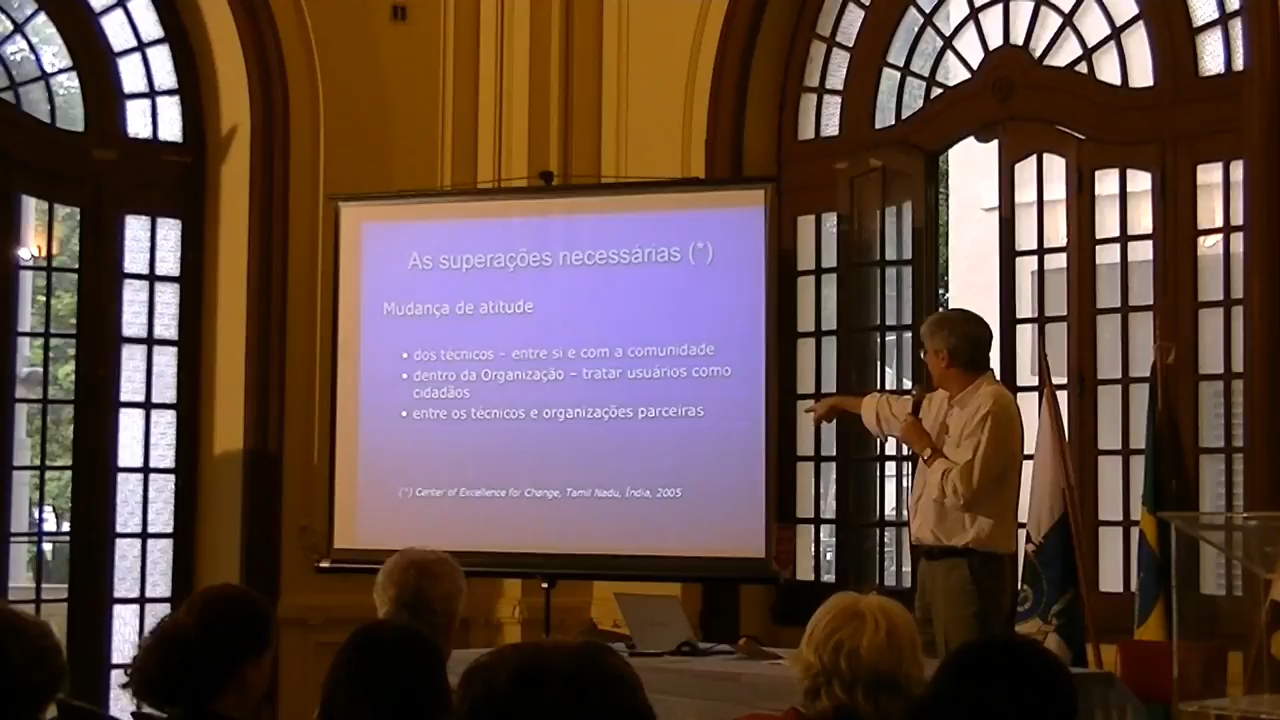 As superações necessárias (*)
Mudança de atitude
• dos técnicos – entre si e com a comunidade
• dentro da Organização – tratar usuários como
cidadãos
• entre os técnicos e organizações parceiras
(*) Center of Excellence for Change, Tamil Nadu, Índia, 2005